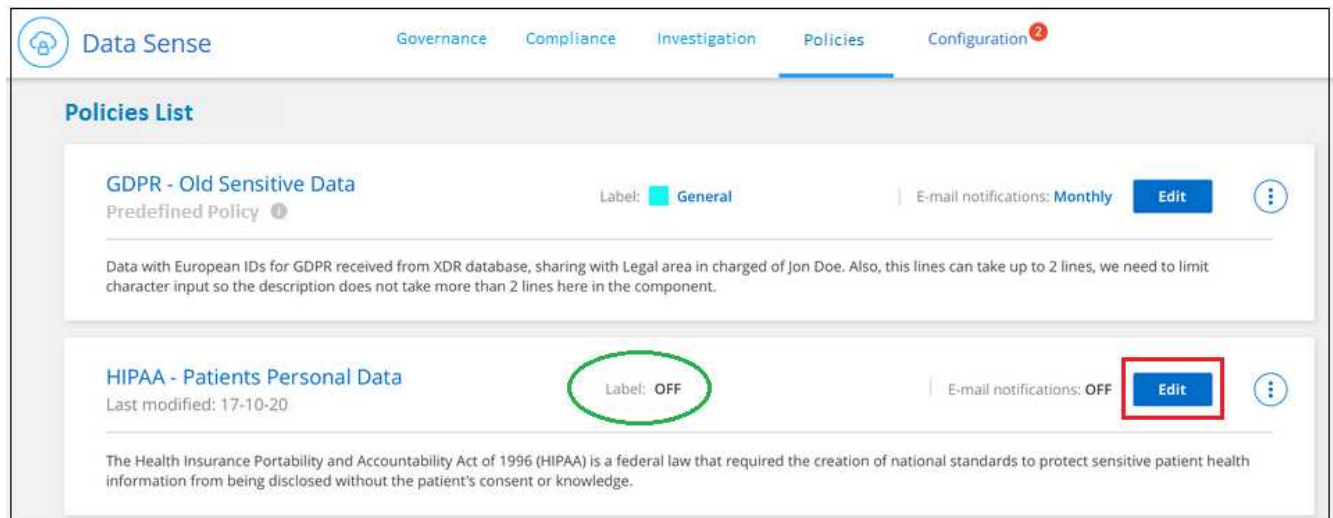 Data Sense
Governance
Compliance
Investigation
Policies
Configuration 2
Policies List
GDPR - Old Sensitive Data
Predefined Policy
Label: General
E-mail notifications: Monthly
Edit
Data with European IDs for GDPR received from XDR database, sharing with Legal area in charged of Jon Doe. Also, this lines can take up to 2 lines, we need to limit
character input so the description does not take more than 2 lines here in the component.
HIPAA - Patients Personal Data
Last modified: 17-10-20
Label: OFF
E-mail notifications: OFF
Edit
The Health Insurance Portability and Accountability Act of 1996 (HIPAA) is a federal law that required the creation of national standards to protect sensitive patient health
information from being disclosed without the patient's consent or knowledge.